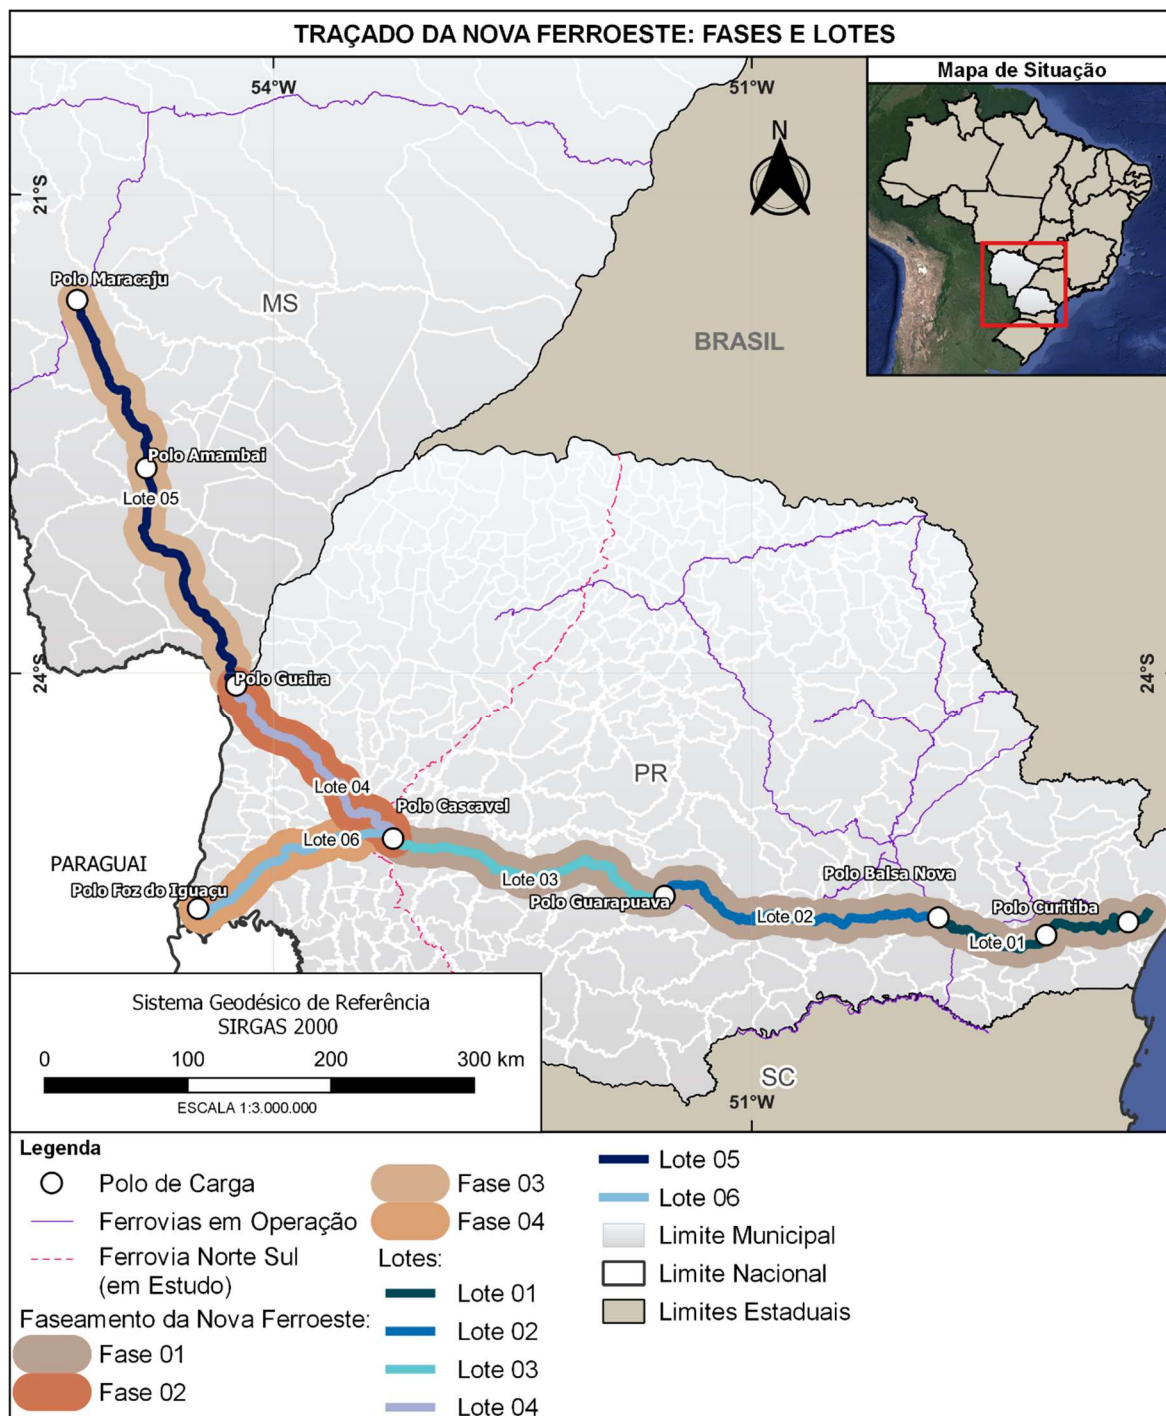 TRAÇADO DA NOVA FERROESTE: FASES E LOTES
54°W
51°W
Mapa de Situação
N
21°S
Polo Maracaju
MS
BRASIL
Polo Amambai
Lote 05
24°S
24°S
Polo Guaira
PR
Lote 04
Polo Cascavel
Lote 06
PARAGUAI
Polo Foz do Iguaçu
Lote 03
Polo Guarapuava
Polo Balsa Nova
Lote 02
Polo Curitiba
Lote 01
Sistema Geodésico de Referência
SIRGAS 2000
0 100 200 300 km
ESCALA 1:3.000.000
SC
51°W
Legenda
Polo de Carga
Ferrovias em Operação
Ferrovia Norte Sul
(em Estudo)
Faseamento da Nova Ferroeste:
Fase 01
Fase 02
Fase 03
Fase 04
Lotes:
Lote 01
Lote 02
Lote 03
Lote 04
Lote 05
Lote 06
Limite Municipal
Limite Nacional
Limites Estaduais